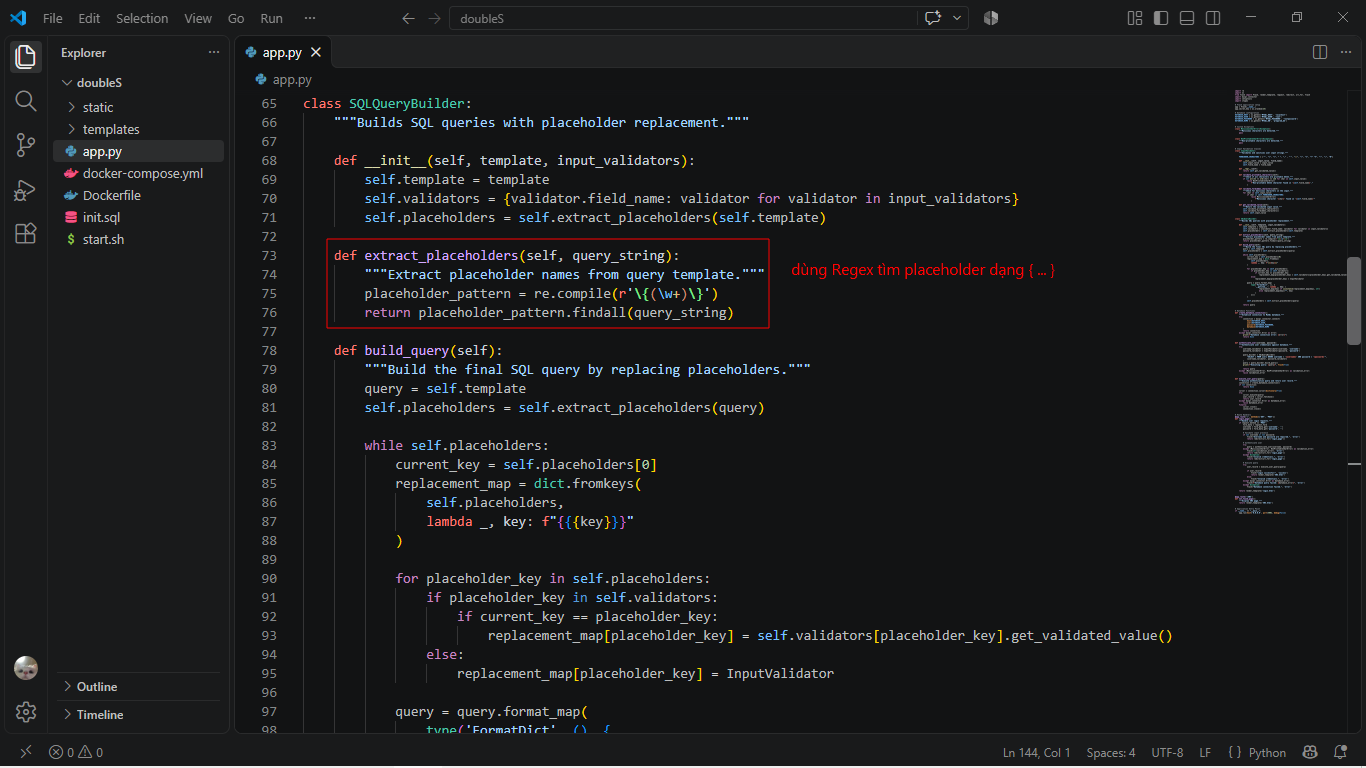 File Edit Selection View Go Run ··· doubleS
Explorer ···
doubleS
static
templates
app.py
docker-compose.yml
Dockerfile
init.sql
start.sh
Outline
Timeline
app.py
app.py
65 class SQLQueryBuilder:
66 """Builds SQL queries with placeholder replacement."""
67
68 def __init__(self, template, input_validators):
69 self.template = template
70 self.validators = {validator.field_name: validator for validator in input_validators}
71 self.placeholders = self.extract_placeholders(self.template)
72
73 def extract_placeholders(self, query_string):
74 """Extract placeholder names from query template."""
dùng Regex tìm placeholder dạng { ... }
75 placeholder_pattern = re.compile(r'\{(\w+)\}')
76 return placeholder_pattern.findall(query_string)
77
78 def build_query(self):
79 """Build the final SQL query by replacing placeholders."""
80 query = self.template
81 self.placeholders = self.extract_placeholders(query)
82
83 while self.placeholders:
84 current_key = self.placeholders[0]
85 replacement_map = dict.fromkeys(
86 self.placeholders,
87 lambda _, key: f"{{{key}}}"
88 )
89
90 for placeholder_key in self.placeholders:
91 if placeholder_key in self.validators:
92 if current_key == placeholder_key:
93 replacement_map[placeholder_key] = self.validators[placeholder_key].get_validated_value()
94 else:
95 replacement_map[placeholder_key] = InputValidator
96
97 query = query.format_map(
98 type('FormatDict', (), {
0 0 Ln 144, Col 1 Spaces: 4 UTF-8 LF { } Python